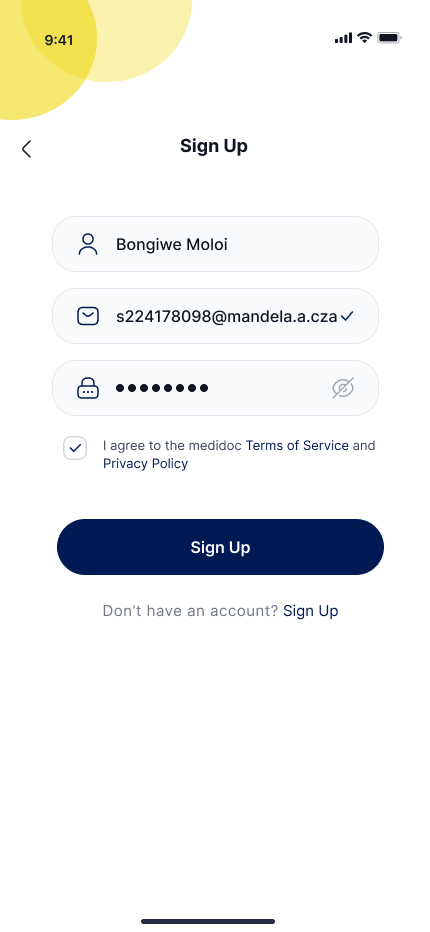 9:41
Sign Up
Bongiwe Moloi
s224178098@mandela.a.cza
I agree to the medidoc Terms of Service and
Privacy Policy
Sign Up
Don't have an account? Sign Up